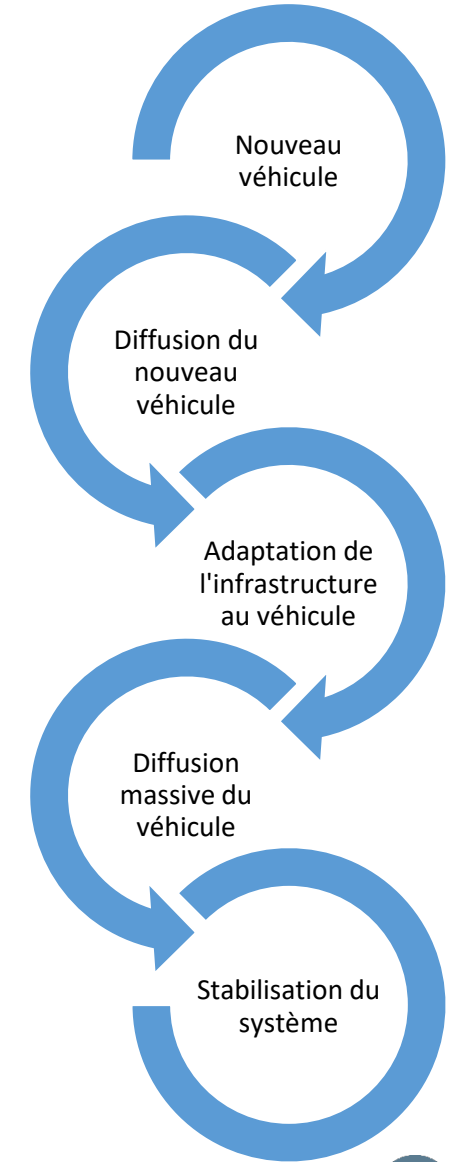 Nouveau
véhicule
Diffusion du
nouveau
véhicule
Adaptation de
l'infrastructure
au véhicule
Diffusion
massive du
véhicule
Stabilisation du
système